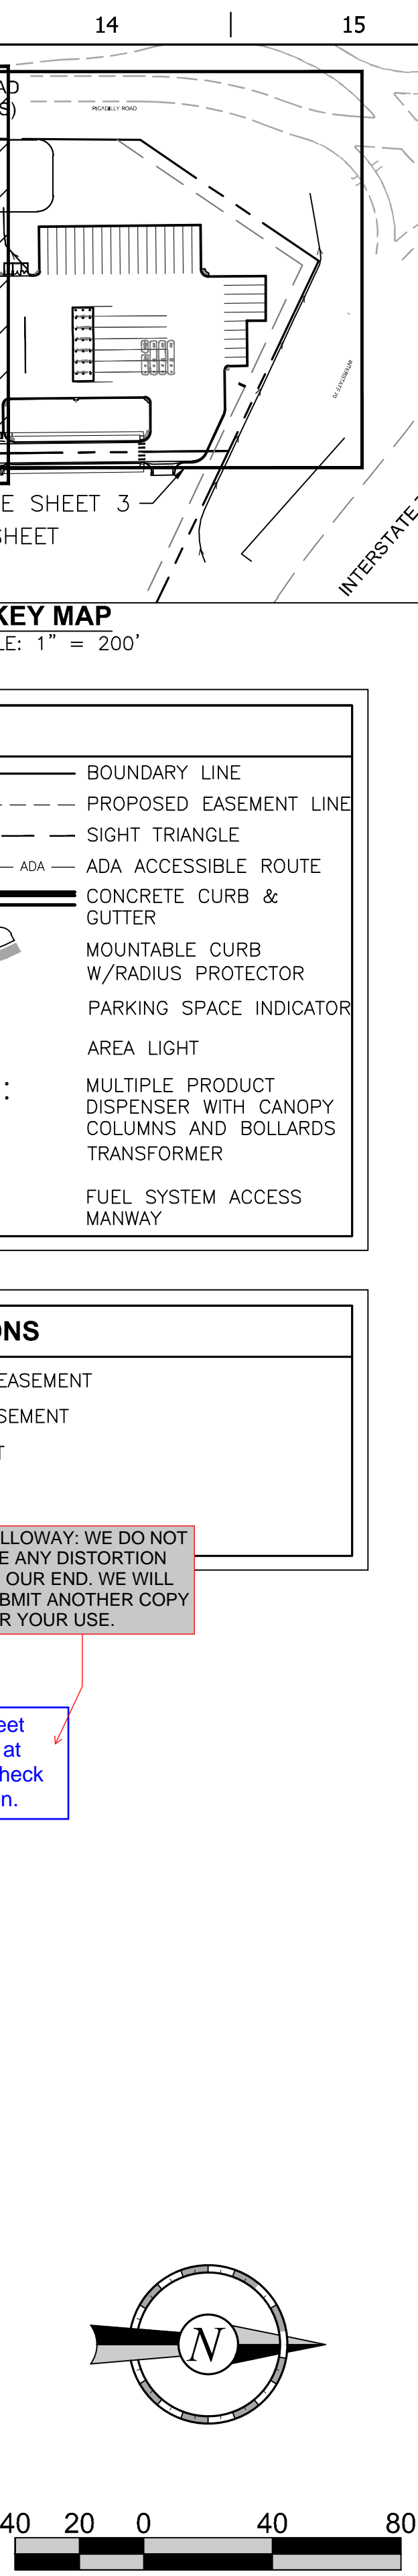 14 | 15
AD
S)
PICADILLY ROAD
INTERSTATE 70
E SHEET 3
SHEET
INTERSTATE
KEY MAP
LE: 1" = 200'
BOUNDARY LINE
PROPOSED EASEMENT LINE
SIGHT TRIANGLE
ADA ADA ACCESSIBLE ROUTE
CONCRETE CURB &
GUTTER
MOUNTABLE CURB
W/RADIUS PROTECTOR
PARKING SPACE INDICATOR
AREA LIGHT
: MULTIPLE PRODUCT
DISPENSER WITH CANOPY
COLUMNS AND BOLLARDS
TRANSFORMER
FUEL SYSTEM ACCESS
MANWAY
ONS
EASEMENT
SEMENT
T
LLOWAY: WE DO NOT
E ANY DISTORTION
OUR END. WE WILL
BMIT ANOTHER COPY
R YOUR USE.
eet
at
heck
n.
N
40 20 0 40 80